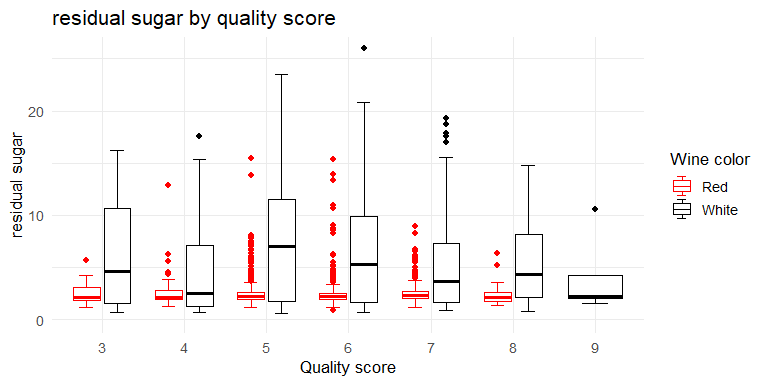 residual sugar by quality score
residual sugar
20
10
0
3 4 5 6 7 8 9
Quality score
Wine color
Red
White